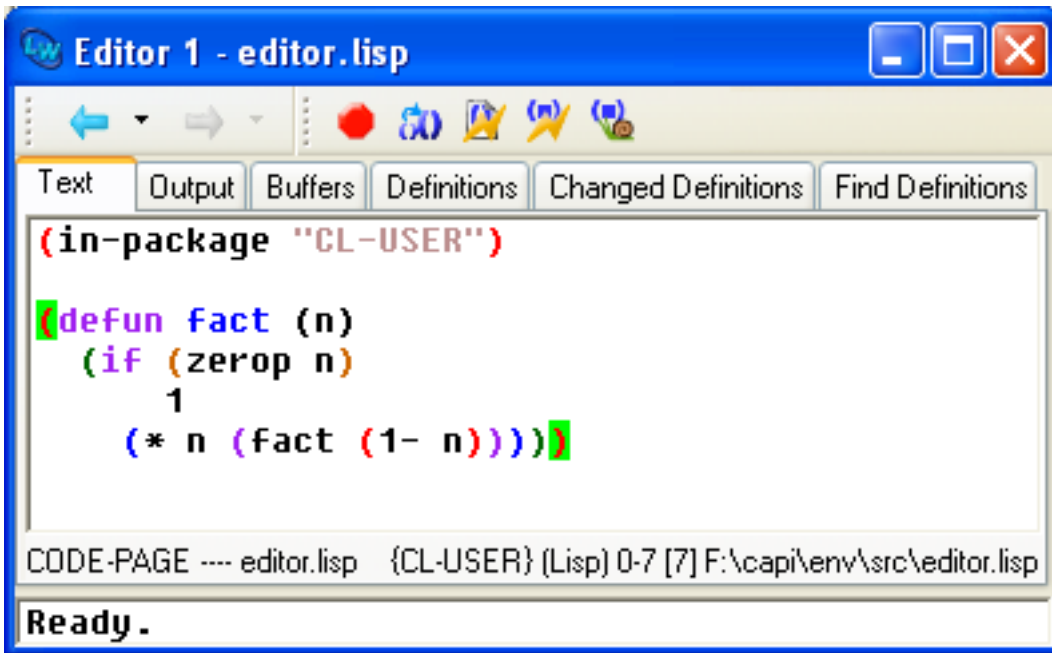 LW Editor 1 - editor.lisp
Text Output Buffers Definitions Changed Definitions Find Definitions
(in-package "CL-USER")
(defun fact (n)
  (if (zerop n)
      1
    (* n (fact (1- n)))))
CODE-PAGE ---- editor.lisp {CL-USER} (Lisp) 0-7 [7] F:\capi\env\src\editor.lisp
Ready.